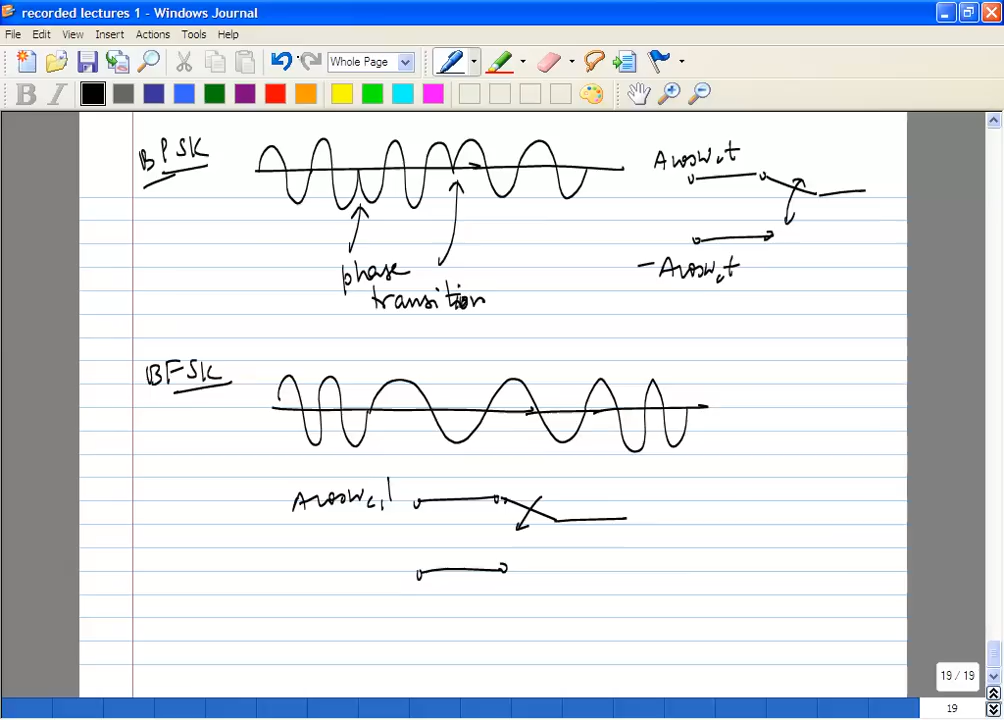 recorded lectures 1 - Windows Journal
File Edit View Insert Actions Tools Help
Whole Page
B I
BPSK
Acosωct
-Acosωct
phase
transition
BFSK
Acosωc1t
19 / 19
19